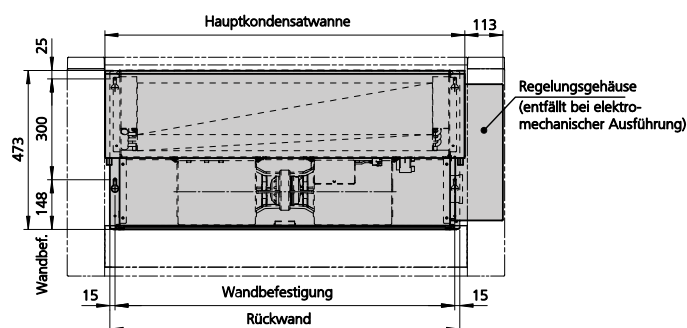 Hauptkondensatwanne
113
25
300
473
148
Wandbef.
Regelungsgehäuse
(entfällt bei elektro-
mechanischer Ausführung)
15
Wandbefestigung
15
Rückwand